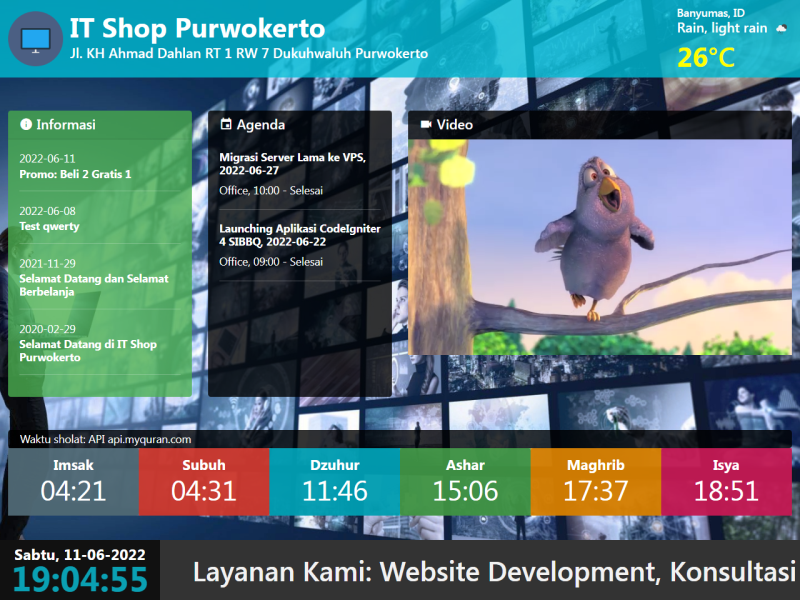 IT Shop Purwokerto
Jl. KH Ahmad Dahlan RT 1 RW 7 Dukuhwaluh Purwokerto
Banyumas, ID
Rain, light rain
26°C
Informasi
2022-06-11
Promo: Beli 2 Gratis 1
2022-06-08
Test qwerty
2021-11-29
Selamat Datang dan Selamat
Berbelanja
2020-02-29
Selamat Datang di IT Shop
Purwokerto
Agenda
Migrasi Server Lama ke VPS,
2022-06-27
Office, 10:00 - Selesai
Launching Aplikasi CodeIgniter
4 SIBBQ, 2022-06-22
Office, 09:00 - Selesai
Video
Waktu sholat: API api.myquran.com
Imsak
04:21
Subuh
04:31
Dzuhur
11:46
Ashar
15:06
Maghrib
17:37
Isya
18:51
Sabtu, 11-06-2022
19:04:55
Layanan Kami: Website Development, Konsultasi